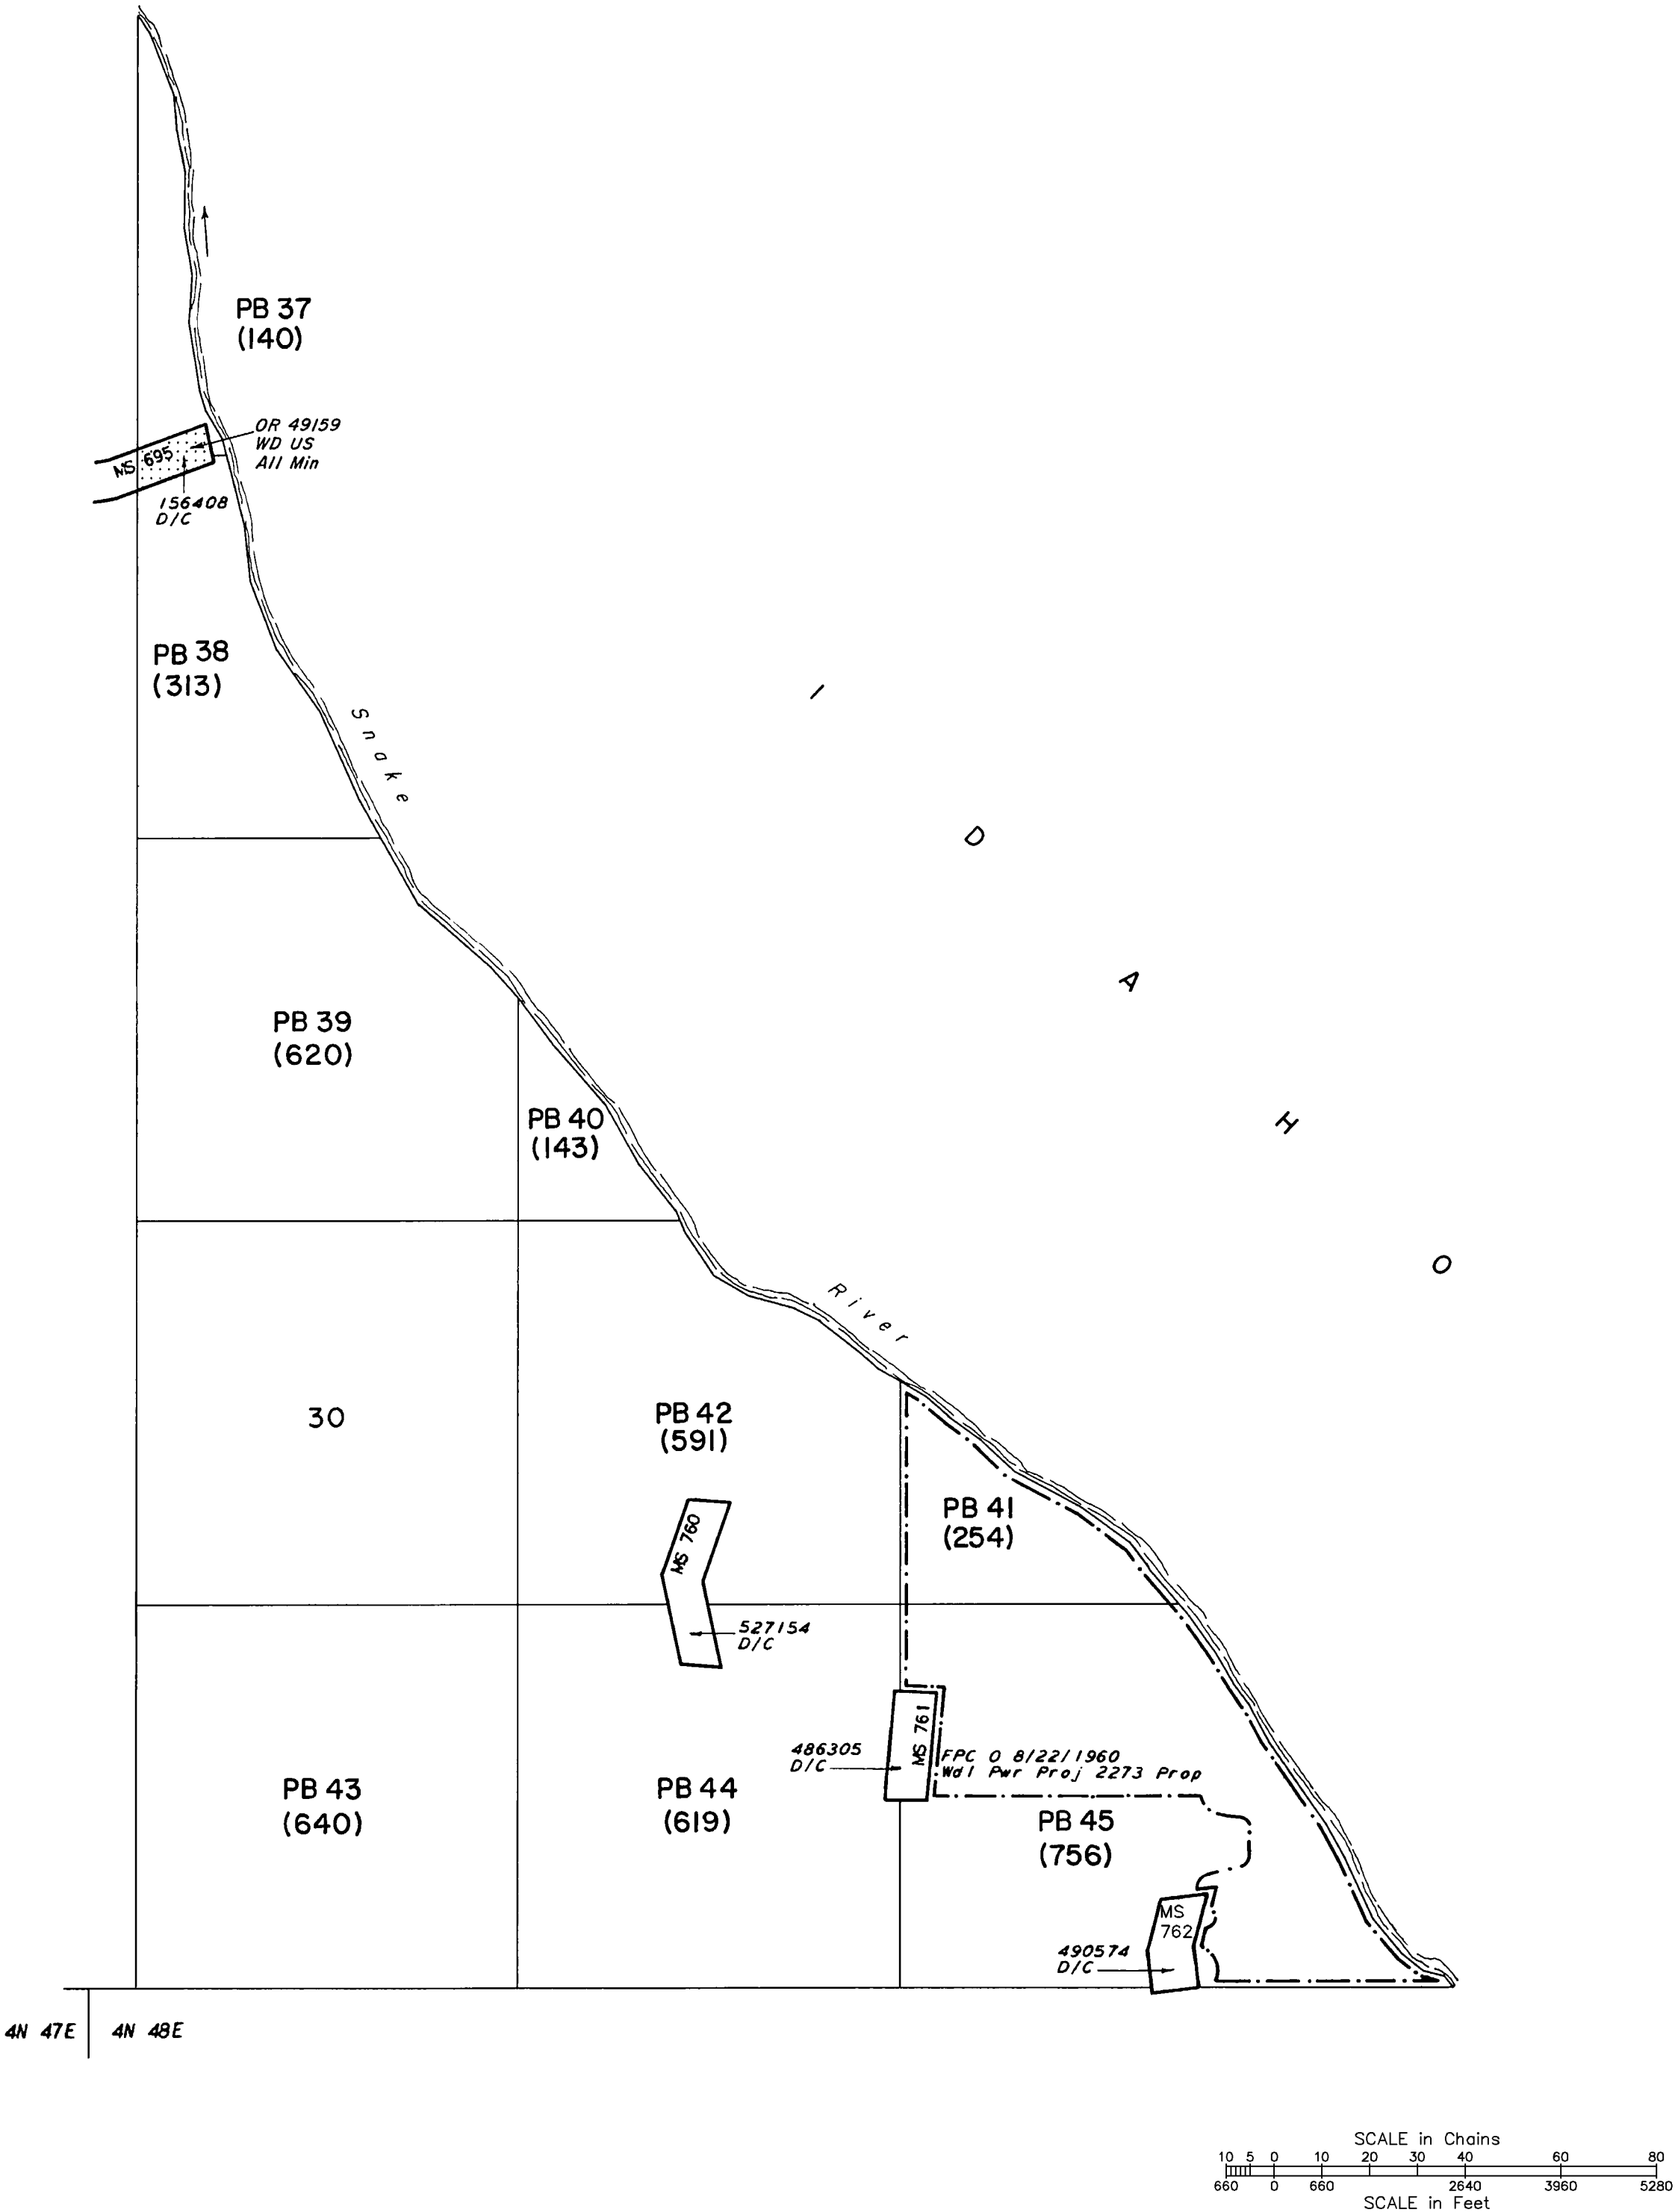 PB 37
(140)
OR 49159
WD US
All Min
MS 695
156408
D/C
PB 38
(313)
Snake
I
D
A
H
O
PB 39
(620)
PB 40
(143)
River
30
PB 42
(591)
PB 41
(254)
MS 760
527154
D/C
MS 761
486305
D/C
FPC O 8/22/1960
Wdl Pwr Proj 2273 Prop
PB 43
(640)
PB 44
(619)
PB 45
(756)
MS
762
490574
D/C
4N 47E 4N 48E
SCALE in Chains
10 5 0 10 20 30 40 60 80
660 0 660 2640 3960 5280
SCALE in Feet